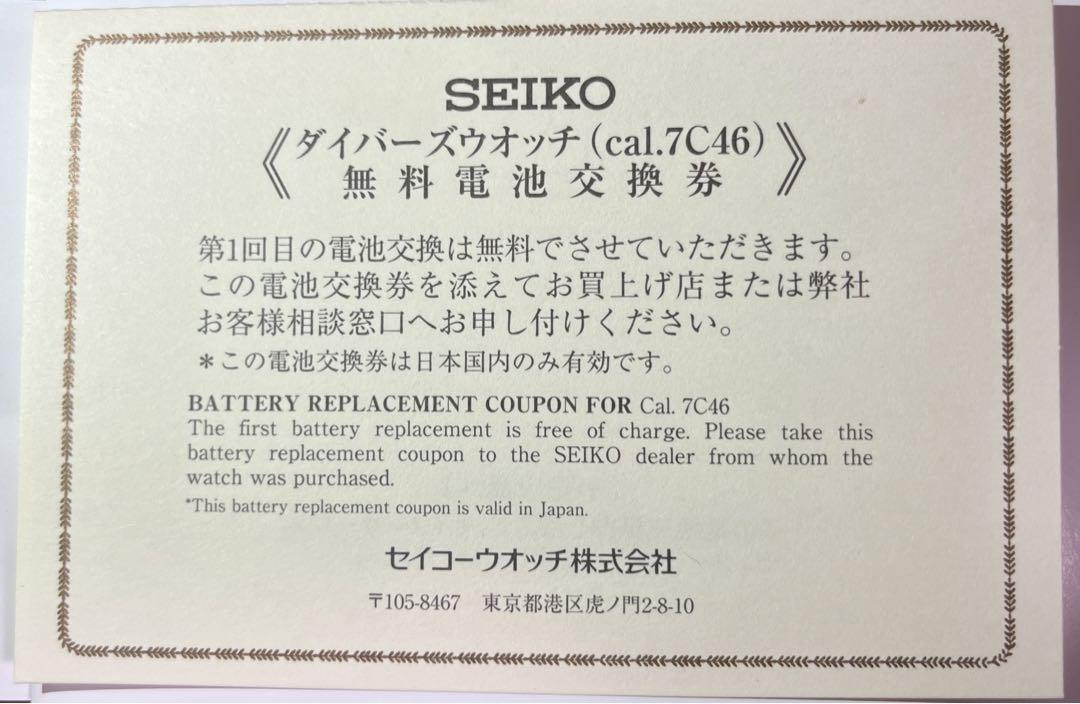 SEIKO
《ダイバーズウオッチ(cal.7C46)
無料電池交換券》
第1回目の電池交換は無料でさせていただきます。
この電池交換券を添えてお買上げ店または弊社
お客様相談窓口へお申し付けください。
＊この電池交換券は日本国内のみ有効です。
BATTERY REPLACEMENT COUPON FOR Cal. 7C46
The first battery replacement is free of charge. Please take this
battery replacement coupon to the SEIKO dealer from whom the
watch was purchased.
*This battery replacement coupon is valid in Japan.
セイコーウオッチ株式会社
〒105-8467 東京都港区虎ノ門2-8-10